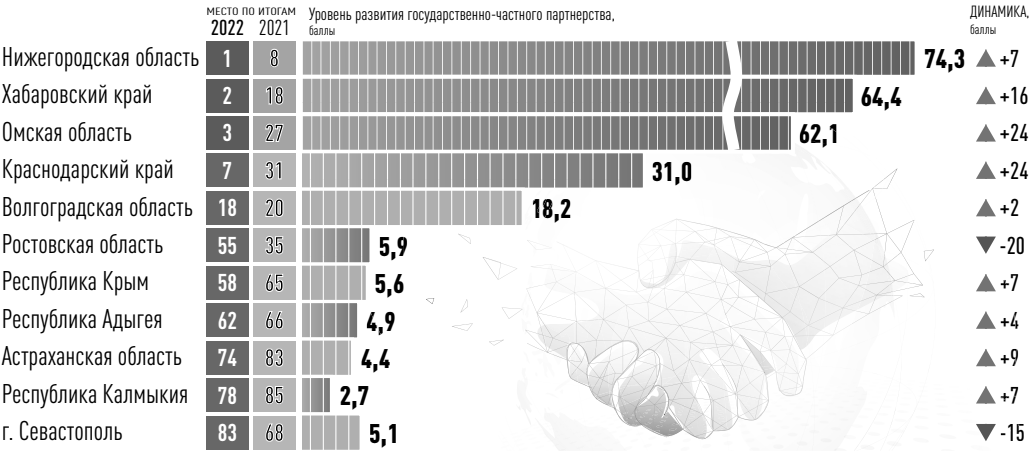 МЕСТО ПО ИТОГАМ
2022 2021
Уровень развития государственно-частного партнерства,
баллы
ДИНАМИКА,
баллы
Нижегородская область 1 8 74,3 +7
Хабаровский край 2 18 64,4 +16
Омская область 3 27 62,1 +24
Краснодарский край 7 31 31,0 +24
Волгоградская область 18 20 18,2 +2
Ростовская область 55 35 5,9 -20
Республика Крым 58 65 5,6 +7
Республика Адыгея 62 66 4,9 +4
Астраханская область 74 83 4,4 +9
Республика Калмыкия 78 85 2,7 +7
г. Севастополь 83 68 5,1 -15